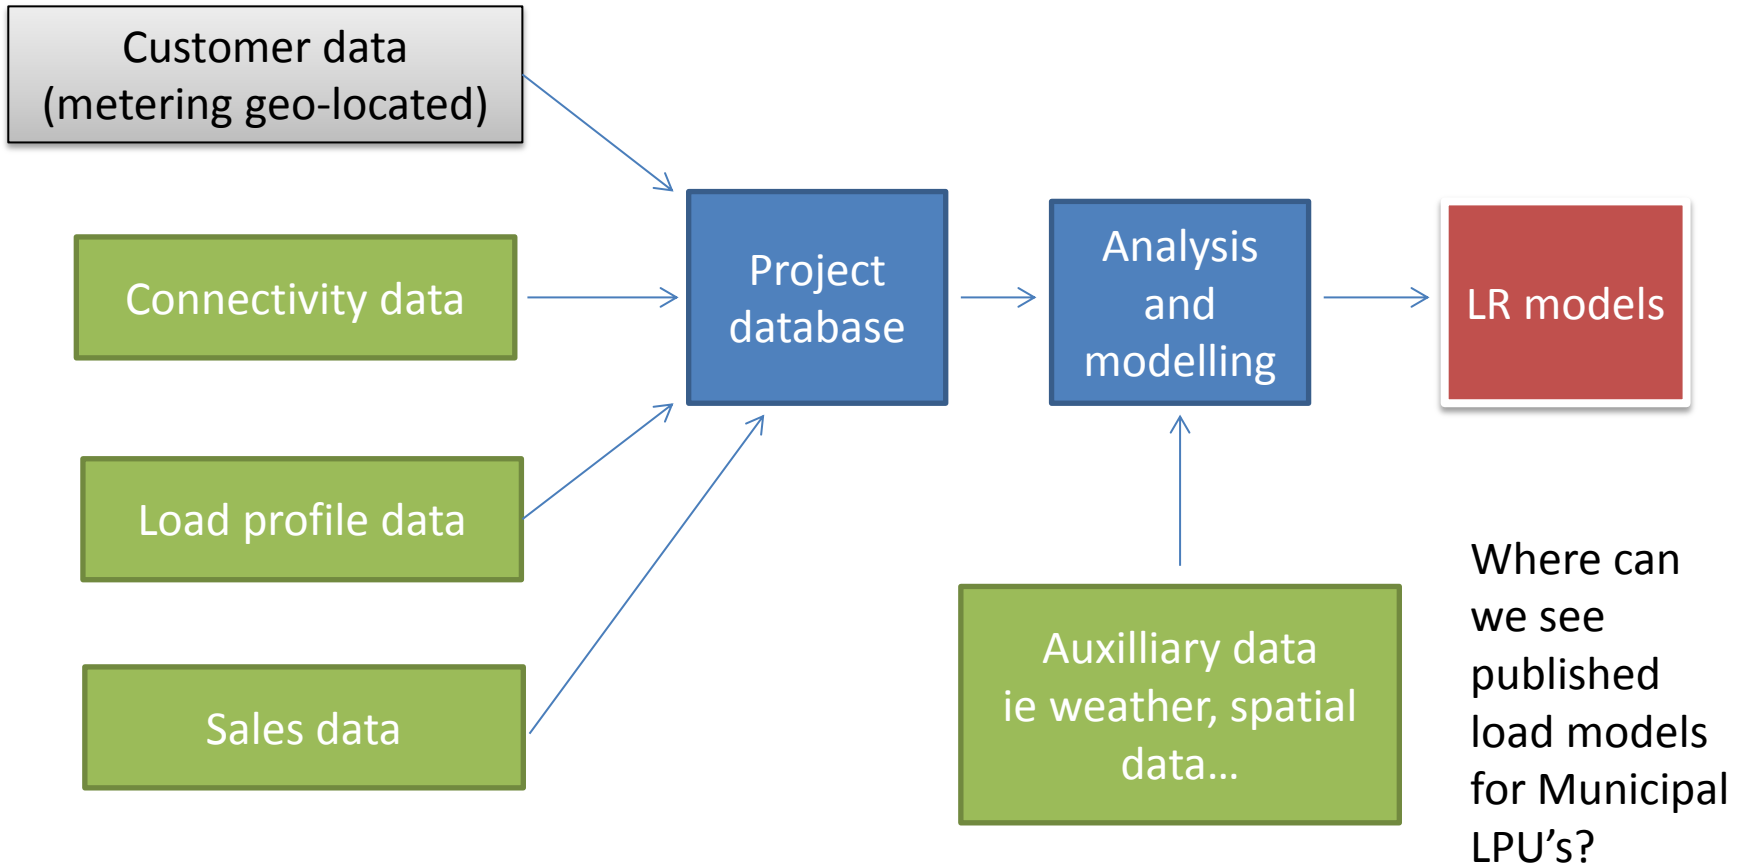 Customer data
(metering geo-located)
Connectivity data
Load profile data
Sales data
Project
database
Analysis
and
modelling
LR models
Auxilliary data
ie weather, spatial
data…
Where can
we see
published
load models
for Municipal
LPU's?